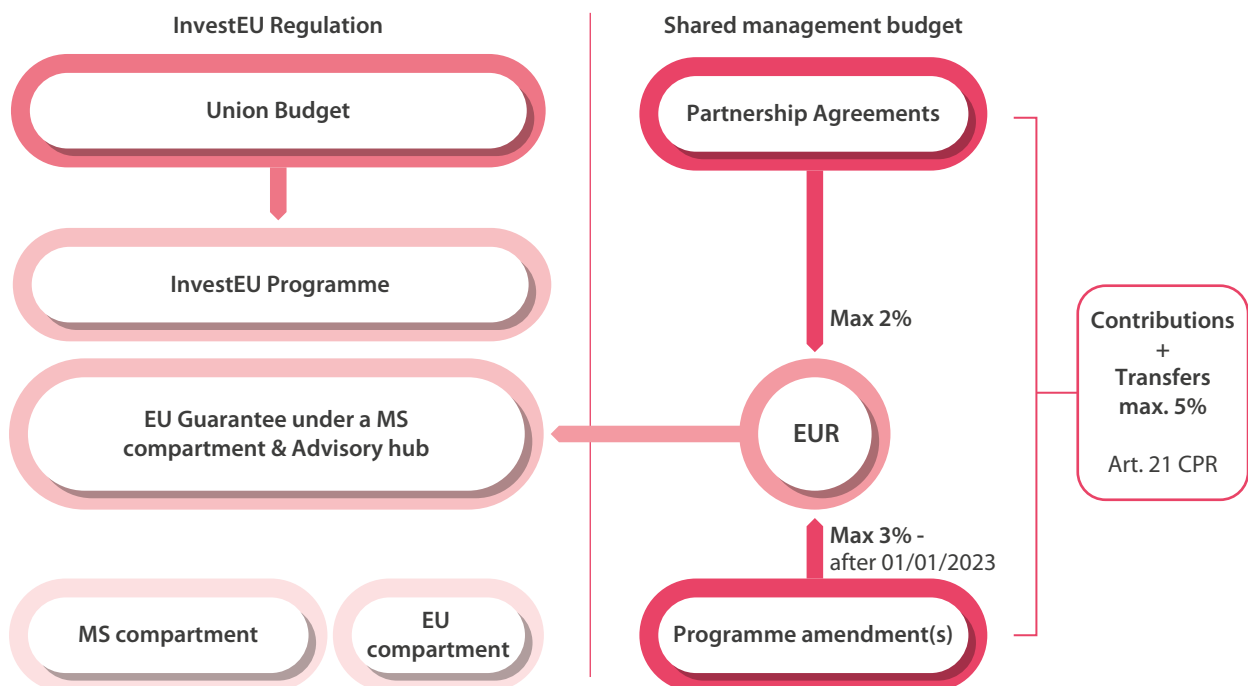 InvestEU Regulation
Union Budget
InvestEU Programme
EU Guarantee under a MS
compartment & Advisory hub
MS compartment
EU
compartment
Shared management budget
Partnership Agreements
Max 2%
EUR
Max 3% -
after 01/01/2023
Programme amendment(s)
Contributions
+
Transfers
max. 5%
Art. 21 CPR